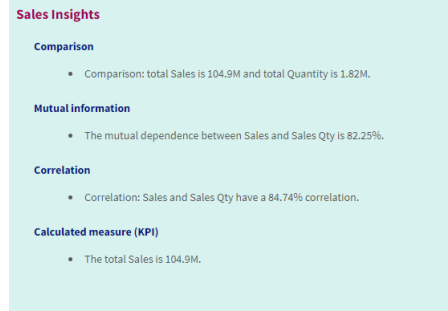 Sales Insights
Comparison
• Comparison: total Sales is 104.9M and total Quantity is 1.82M.
Mutual information
• The mutual dependence between Sales and Sales Qty is 82.25%.
Correlation
• Correlation: Sales and Sales Qty have a 84.74% correlation.
Calculated measure (KPI)
• The total Sales is 104.9M.